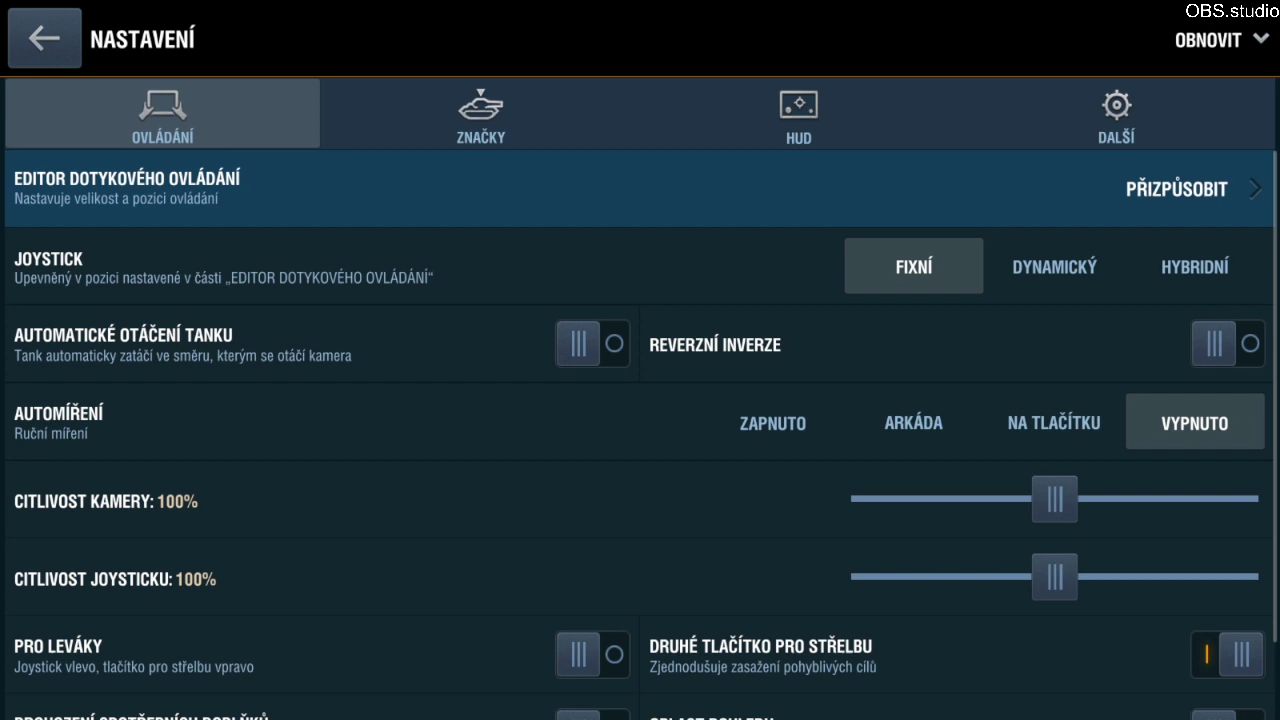 OBS.studio
NASTAVENÍ
OBNOVIT
OVLÁDÁNÍ
ZNAČKY
HUD
DALŠÍ
EDITOR DOTYKOVÉHO OVLÁDÁNÍ
Nastavuje velikost a pozici ovládání
PŘIZPŮSOBIT
JOYSTICK
Upevněný v pozici nastavené v části „EDITOR DOTYKOVÉHO OVLÁDÁNÍ“
FIXNÍ
DYNAMICKÝ
HYBRIDNÍ
AUTOMATICKÉ OTÁČENÍ TANKU
Tank automaticky zatáčí ve směru, kterým se otáčí kamera
REVERZNÍ INVERZE
AUTOMÍŘENÍ
Ruční míření
ZAPNUTO
ARKÁDA
NA TLAČÍTKU
VYPNUTO
CITLIVOST KAMERY: 100%
CITLIVOST JOYSTICKU: 100%
PRO LEVÁKY
Joystick vlevo, tlačítko pro střelbu vpravo
DRUHÉ TLAČÍTKO PRO STŘELBU
Zjednodušuje zasažení pohyblivých cílů